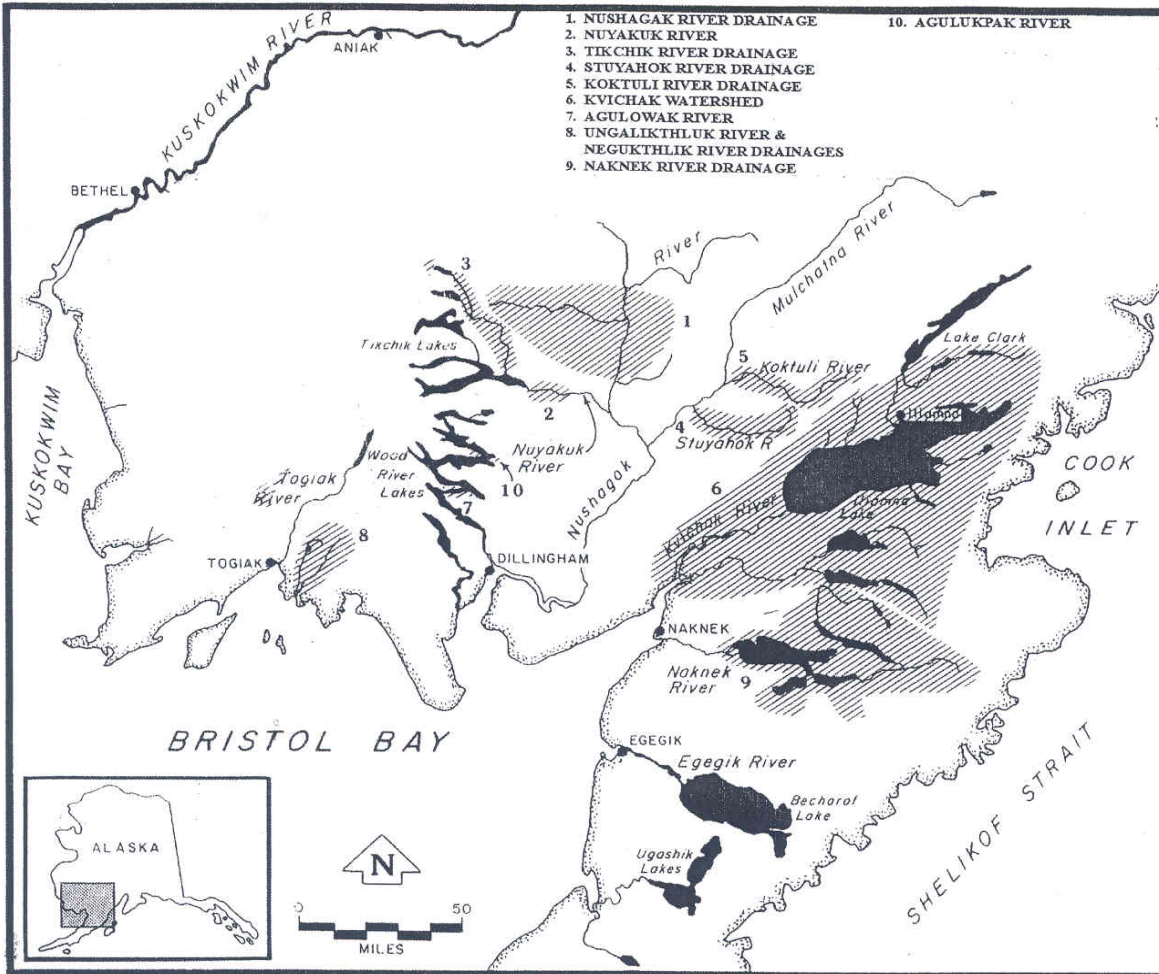 1. NUSHAGAK RIVER DRAINAGE
2. NUYAKUK RIVER
3. TIKCHIK RIVER DRAINAGE
4. STUYAHOK RIVER DRAINAGE
5. KOKTULI RIVER DRAINAGE
6. KVICHAK WATERSHED
7. AGULOWAK RIVER
8. UNGALIKTHLUK RIVER &
NEGUKTHLIK RIVER DRAINAGES
9. NAKNEK RIVER DRAINAGE
10. AGULUKPAK RIVER
ANIAK
KUSKOKWIM RIVER
BETHEL
River
Mulchatna River
3
1
Tikchik Lakes
Lake Clark
5
Koktuli River
2
Iliamna
4
Stuyahok R
KUSKOKWIM
BAY
Nuyakuk
River
Wood
River
Lakes
10
Togiak
River
7
Nushagak
6
Kvichak River
Iliamna
Lake
COOK
INLET
8
TOGIAK
DILLINGHAM
NAKNEK
Naknek
River
9
BRISTOL BAY
EGEGIK
Egegik River
Becharof
Lake
Ugashik
Lakes
SHELIKOF STRAIT
ALASKA
N
0
50
MILES